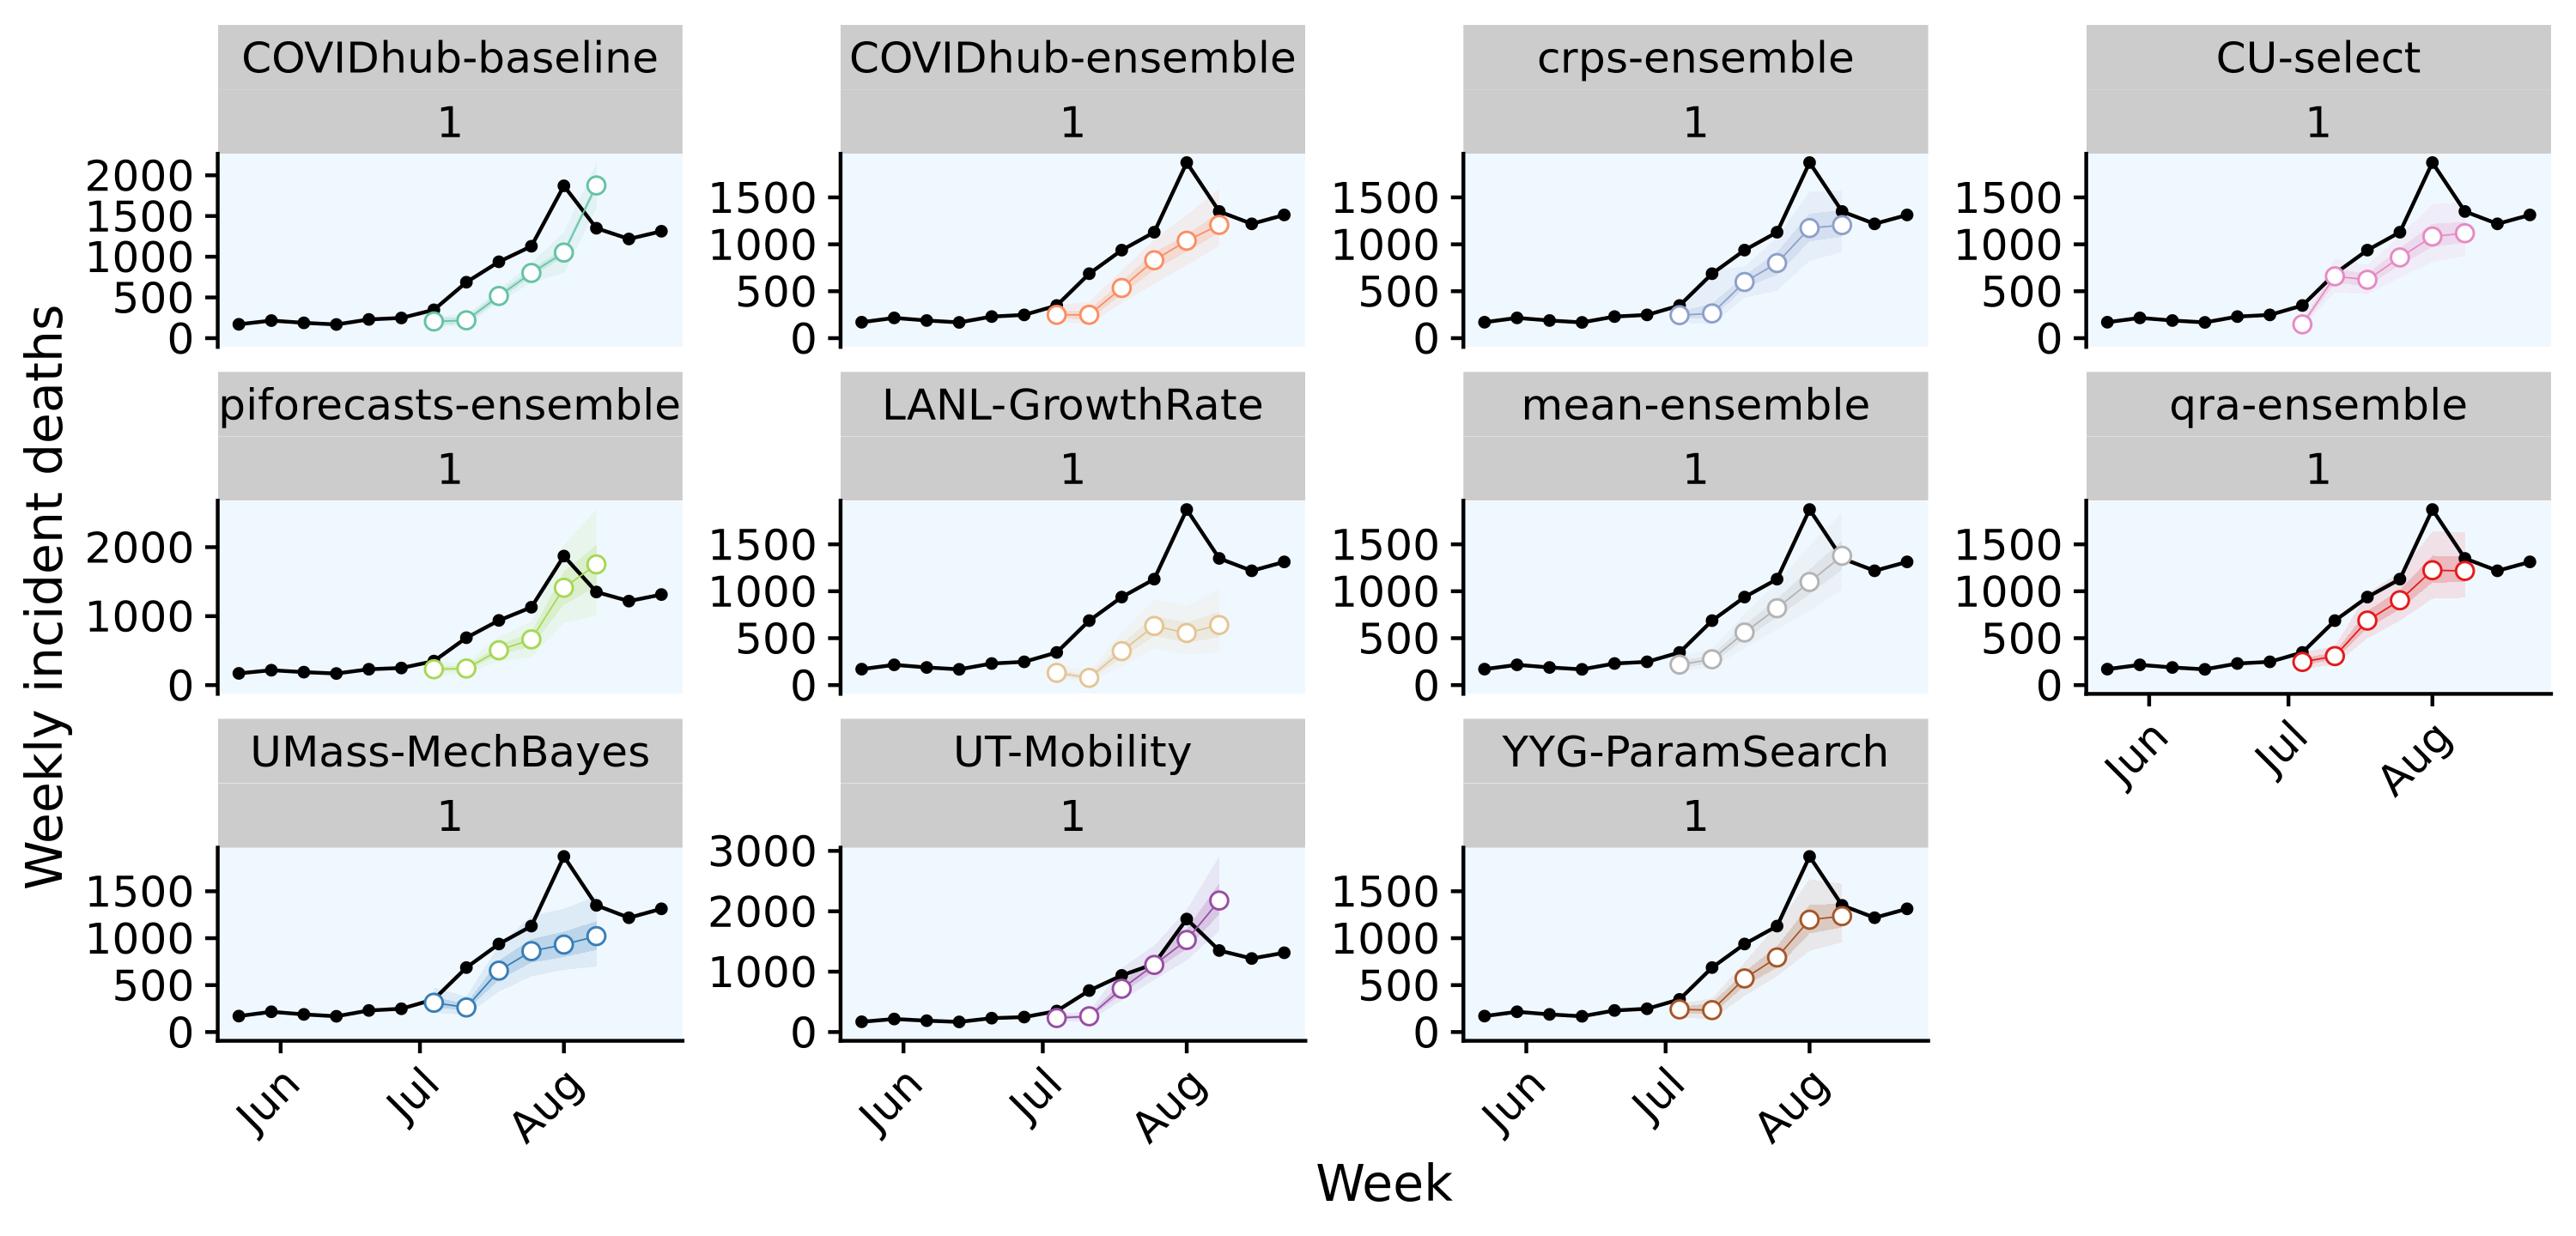 COVIDhub-baseline
1
COVIDhub-ensemble
1
crps-ensemble
1
CU-select
1
2000
1500
1000
500
0
1500
1000
500
0
1500
1000
500
0
1500
1000
500
0
piforecasts-ensemble
1
LANL-GrowthRate
1
mean-ensemble
1
qra-ensemble
1
2000
1000
0
1500
1000
500
0
1500
1000
500
0
1500
1000
500
0
Jun
Jul
Aug
UMass-MechBayes
1
UT-Mobility
1
YYG-ParamSearch
1
1500
1000
500
0
3000
2000
1000
0
1500
1000
500
0
Jun
Jul
Aug
Jun
Jul
Aug
Jun
Jul
Aug
Week
Weekly incident deaths